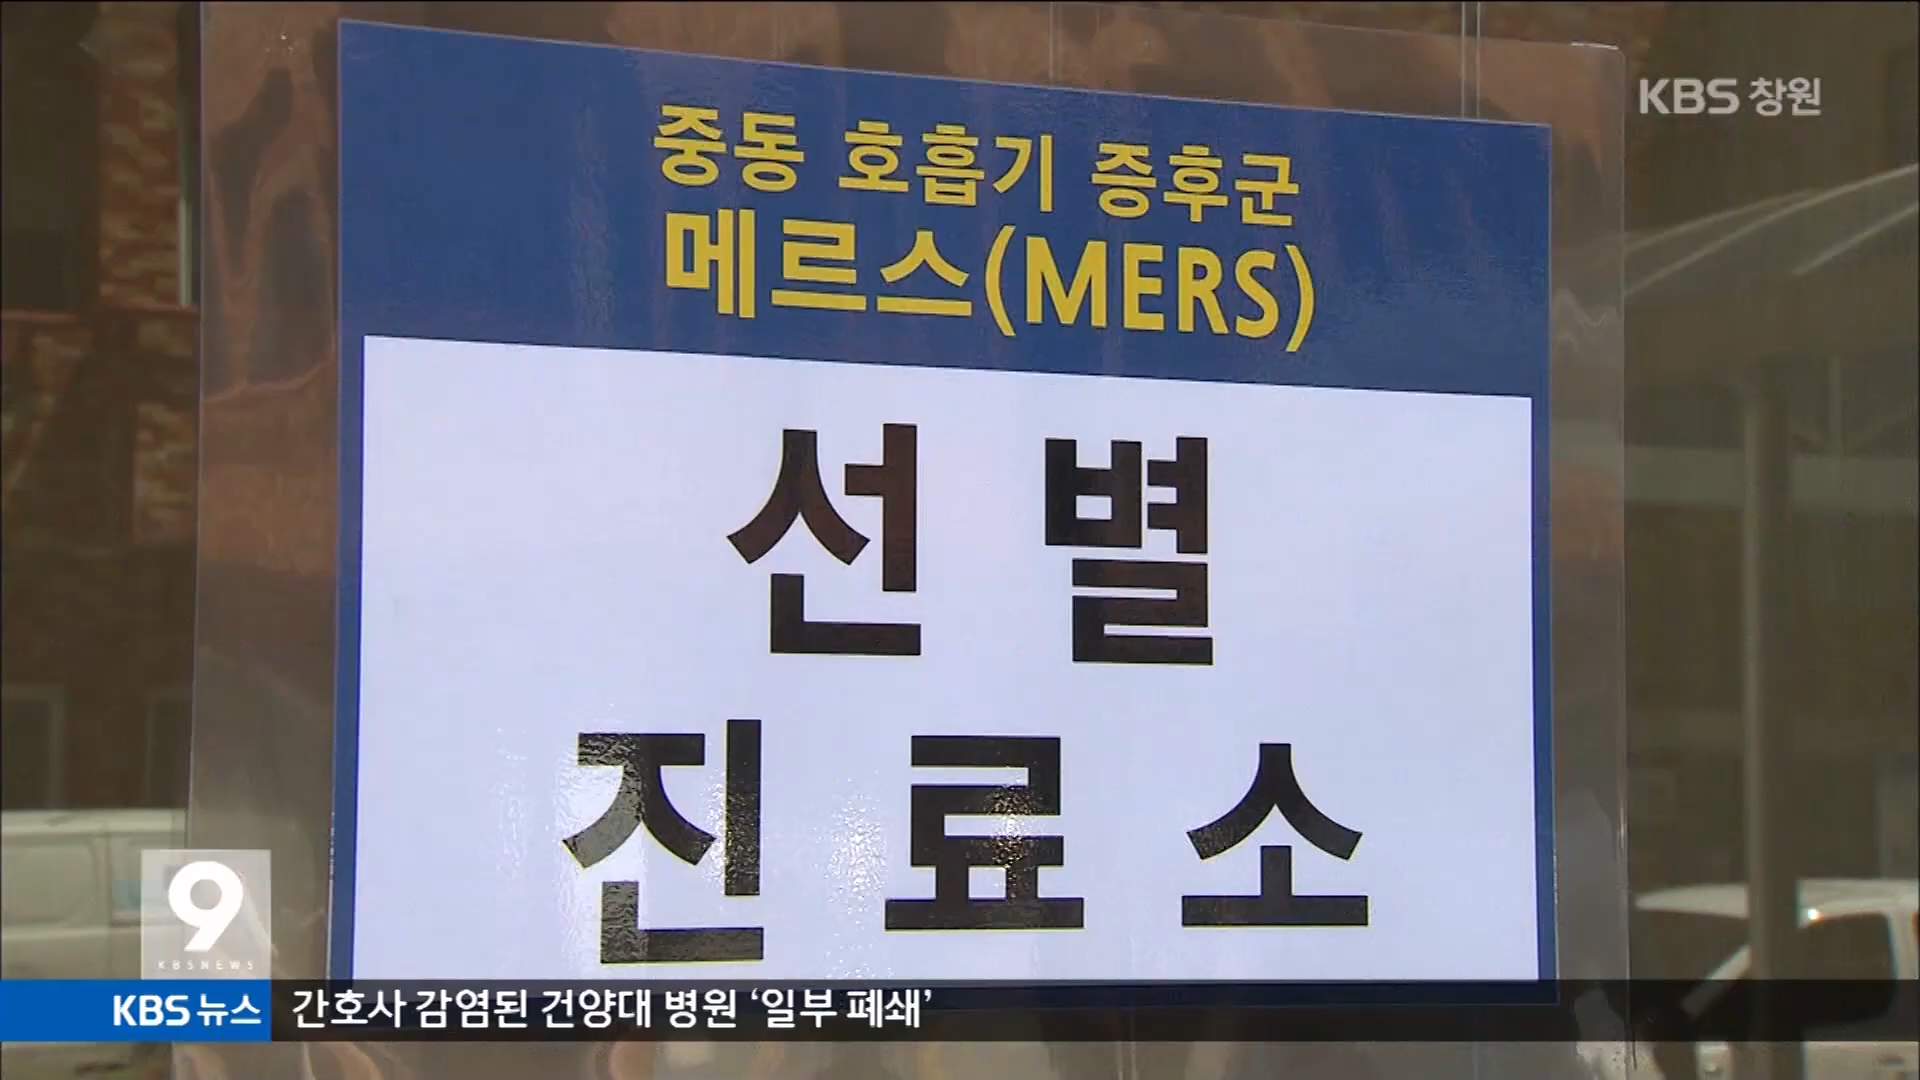 KBS 창원
중동 호흡기 증후군
메르스(MERS)
선별
진료소
9
KBSNEWS
KBS 뉴스 간호사 감염된 건양대 병원 ‘일부 폐쇄’